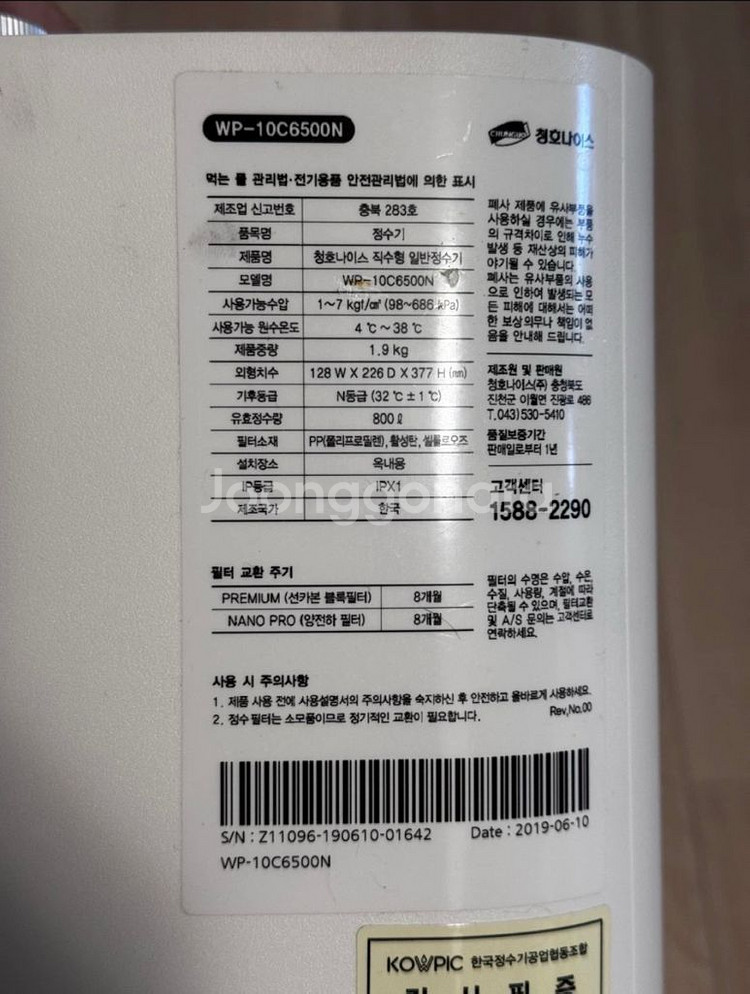 WP-10C6500N
CHUNGHO 청호나이스
먹는 물 관리법·전기용품 안전관리법에 의한 표시
제조업 신고번호 충북 283호
품목명 정수기
제품명 청호나이스 직수형 일반정수기
모델명 WP-10C6500N
사용가능수압 1~7 kgf/㎠ (98~686 kPa)
사용가능 원수온도 4 ℃ ~ 38 ℃
제품중량 1.9 kg
외형치수 128 W X 226 D X 377 H (㎜)
기후등급 N등급 (32 ℃ ± 1 ℃)
유효정수량 800 ℓ
필터소재 PP(폴리프로필렌), 활성탄, 셀룰로오즈
설치장소 옥내용
IP등급 IPX1
제조국가 한국
폐사 제품에 유사부품을
사용하실 경우에는 부품
의 규격차이로 인해 누수
발생 등 재산상의 피해가
야기될 수 있습니다.
폐사는 유사부품의 사용
으로 인하여 발생되는 모
든 피해에 대해서는 어떠
한 보상의무나 책임이 없
음을 안내해 드립니다.
제조원 및 판매원
청호나이스(주) 충청북도
진천군 이월면 진광로 486
T.043)530-5410
품질보증기간
판매일로부터 1년
고객센터
1588-2290
Joonggonara
필터 교환 주기
PREMIUM (선카본 블록필터) 8개월
NANO PRO (양전하 필터) 8개월
필터의 수명은 수압, 수온,
수질, 사용량, 계절에 따라
단축될 수 있으며, 필터교환
및 A/S 문의는 고객센터로
연락하세요.
사용 시 주의사항
1. 제품 사용 전에 사용설명서의 주의사항을 숙지하신 후 안전하고 올바르게 사용하세요.
2. 정수 필터는 소모품이므로 정기적인 교환이 필요합니다.
Rev.No.00
S/N : Z11096-190610-01642 Date : 2019-06-10
WP-10C6500N
KOWPIC 한국정수기공업협동조합